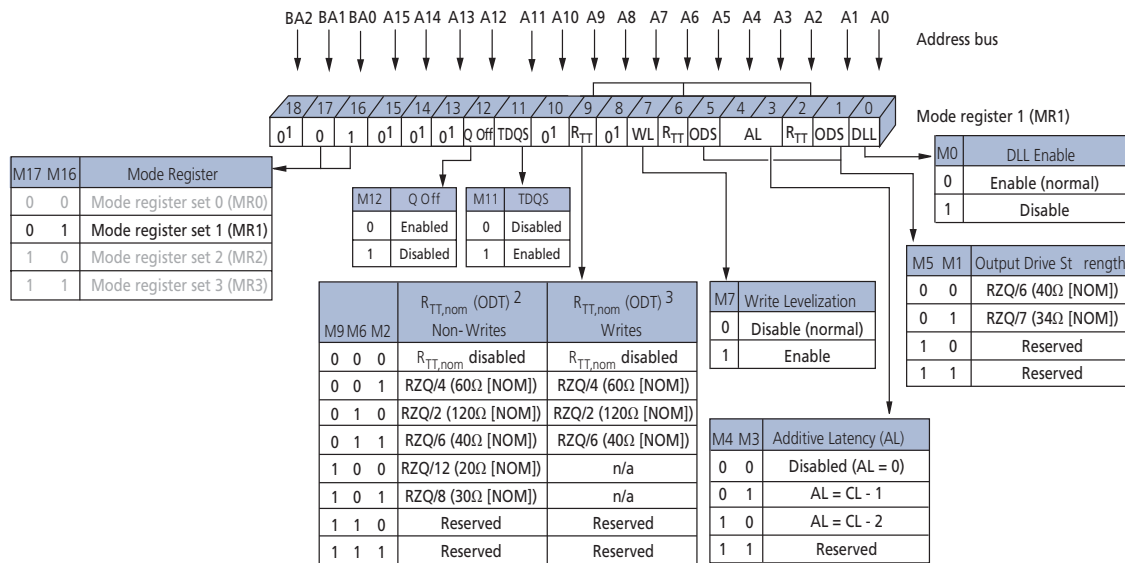 BA2 BA1 BA0 A15 A14 A13 A12 A11 A10 A9 A8 A7 A6 A5 A4 A3 A2 A1 A0
Address bus
18 17 16 15 14 13 12 11 10 9 8 7 6 5 4 3 2 1 0
0¹ 0 1 0¹ 0¹ 0¹ Q Off TDQS 0¹ RTT 0¹ WL RTT ODS AL RTT ODS DLL
Mode register 1 (MR1)
M17 M16 Mode Register
0 0 Mode register set 0 (MR0)
0 1 Mode register set 1 (MR1)
1 0 Mode register set 2 (MR2)
1 1 Mode register set 3 (MR3)
M12 Q Off
0 Enabled
1 Disabled
M11 TDQS
0 Disabled
1 Enabled
M0 DLL Enable
0 Enable (normal)
1 Disable
M5 M1 Output Drive St rength
0 0 RZQ/6 (40Ω [NOM])
0 1 RZQ/7 (34Ω [NOM])
1 0 Reserved
1 1 Reserved
M7 Write Levelization
0 Disable (normal)
1 Enable
RTT,nom (ODT) 2 RTT,nom (ODT) 3
M9 M6 M2 Non-Writes Writes
0 0 0 RTT,nom disabled RTT,nom disabled
0 0 1 RZQ/4 (60Ω [NOM]) RZQ/4 (60Ω [NOM])
0 1 0 RZQ/2 (120Ω [NOM]) RZQ/2 (120Ω [NOM])
0 1 1 RZQ/6 (40Ω [NOM]) RZQ/6 (40Ω [NOM])
1 0 0 RZQ/12 (20Ω [NOM]) n/a
1 0 1 RZQ/8 (30Ω [NOM]) n/a
1 1 0 Reserved Reserved
1 1 1 Reserved Reserved
M4 M3 Additive Latency (AL)
0 0 Disabled (AL = 0)
0 1 AL = CL - 1
1 0 AL = CL - 2
1 1 Reserved